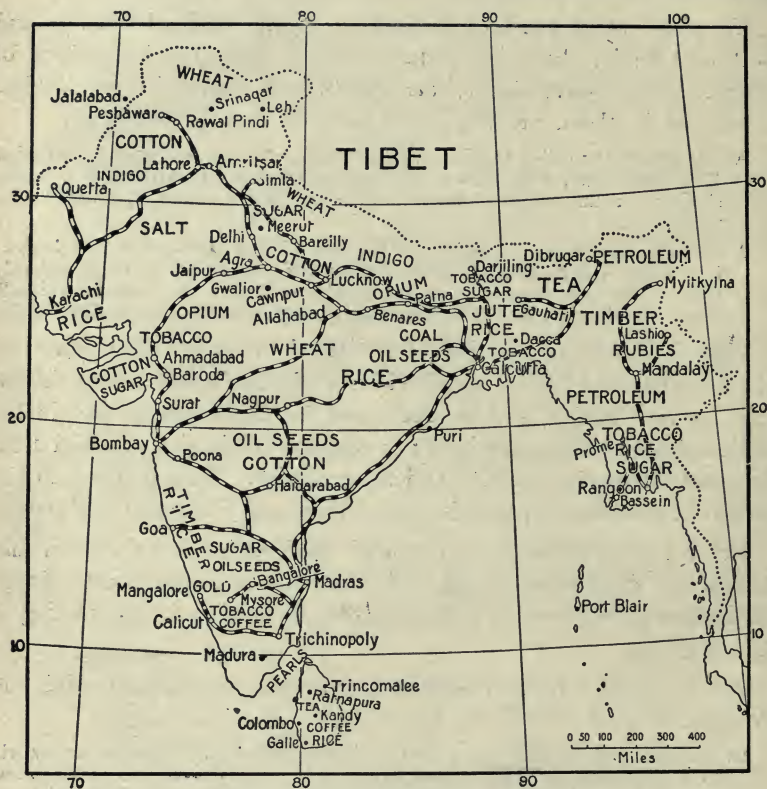 70 80 90 100
WHEAT
Jalalabad
Srinagar
Peshawar
Leh.
Rawal Pindi
COTTON
TIBET
Lahore
Amritsar
INDIGO
Quetta
Simla
30
30
WHEAT
SUGAR
SALT
Meerut
Delhi
Bareilly
INDIGO
Dibrugar
PETROLEUM
COTTON
Darjiling
Agra
Jaipur
Lucknow
TOBACCO
TEA
Myitkylna
Gwalior
Cawnpur
OPIUM
Patna
SUGAR
Karachi
OPIUM
Allahabad
Benares
JUTE
Gauhati
TIMBER
RICE
COAL
RICE
Dacca
Lashio
TOBACCO
WHEAT
OIL SEEDS
TOBACCO
RUBIES
Ahmadabad
COTTON
Baroda
RICE
Calcutta
Mandalay
SUGAR
Surat
Nagpur
PETROLEUM
20
20
Bombay
OIL SEEDS
Puri
TOBACCO
Prome
RICE
Poona
COTTON
SUGAR
Haidarabad
Rangoon
Bassein
TIMBER
RICE
Goa
SUGAR
OILSEEDS
Bangalore
Mangalore
GOLD
Madras
Mysore
TOBACCO
Port Blair
Calicut
COFFEE
Trichinopoly
10
10
Madura
PEARLS
Trincomalee
Ratnapura
TEA
Kandy
Colombo
COFFEE
Galle
RICE
0 50 100 200 300 400
Miles
70 80 90 100